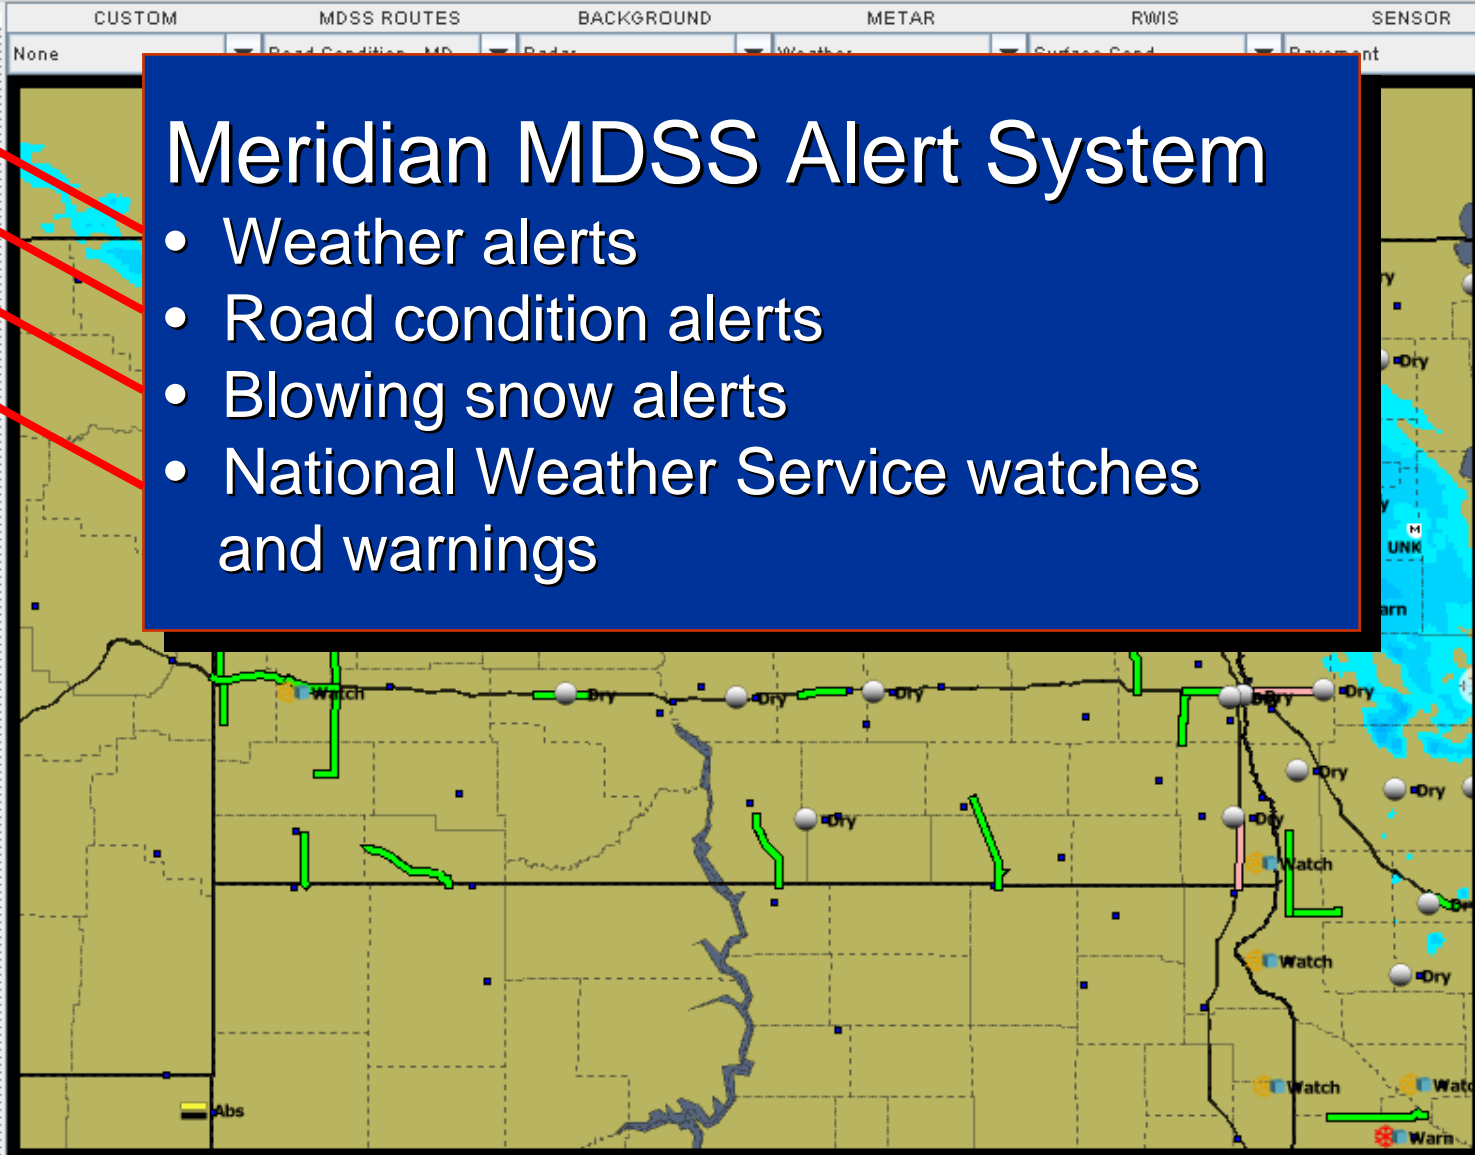 CUSTOM MDSS ROUTES BACKGROUND METAR RWIS SENSOR
None
Meridian MDSS Alert System
• Weather alerts
• Road condition alerts
• Blowing snow alerts
• National Weather Service watches
and warnings
Dry
M
UNK
Watch Dry Dry Dry Dry Dry
Dry Dry
Dry Dry
Watch
Watch Dry
Watch
Abs
Warn